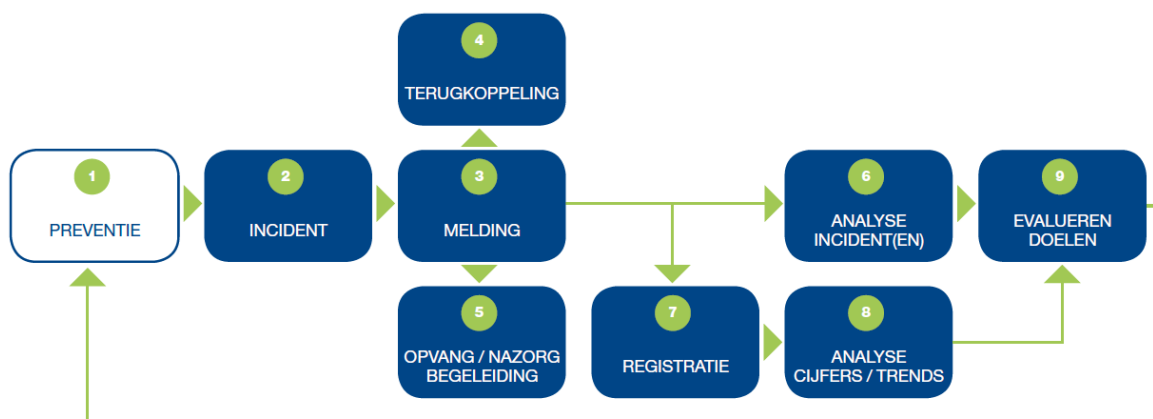 4
TERUGKOPPELING
1
PREVENTIE
2
INCIDENT
3
MELDING
6
ANALYSE
INCIDENT(EN)
9
EVALUEREN
DOELEN
5
OPVANG / NAZORG
BEGELEIDING
7
REGISTRATIE
8
ANALYSE
CIJFERS / TRENDS